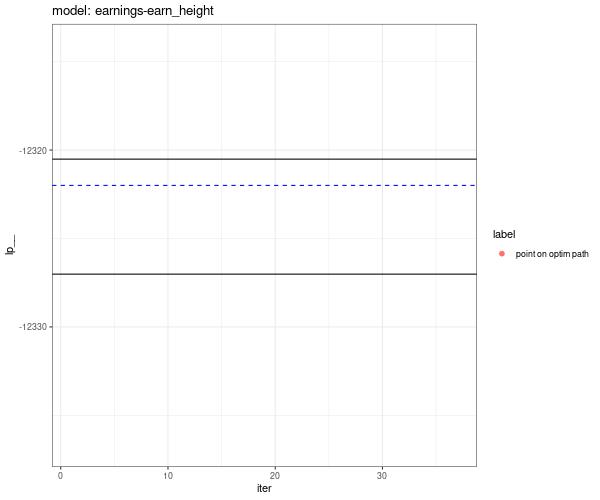 model: earnings-earn_height
-12320
-12330
lp__
0 10 20 30
iter
label
point on optim path